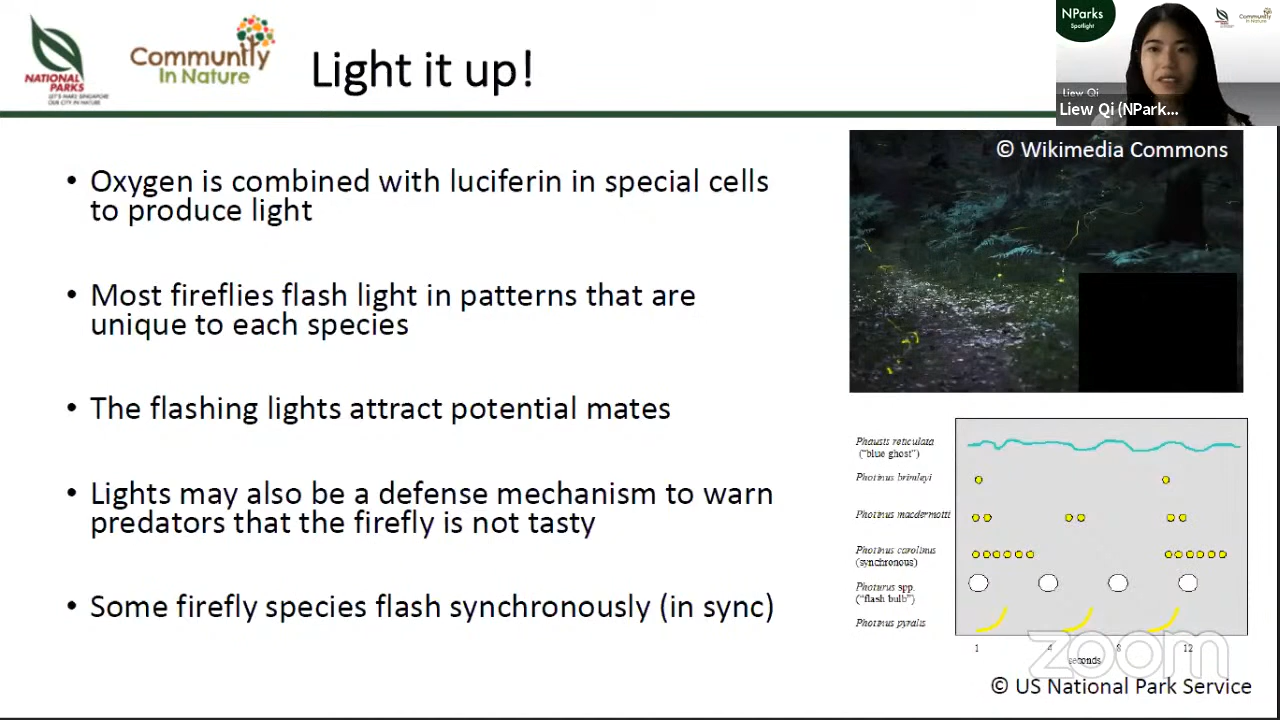 NATIONAL
PARKS
LET'S MAKE SINGAPORE
OUR CITY IN NATURE
Community
In Nature
Light it up!
NParks
Spotlight
Liew Qi
Liew Qi (NPark...
• Oxygen is combined with luciferin in special cells
to produce light
• Most fireflies flash light in patterns that are
unique to each species
• The flashing lights attract potential mates
• Lights may also be a defense mechanism to warn
predators that the firefly is not tasty
• Some firefly species flash synchronously (in sync)
© Wikimedia Commons
Phausis reticulata
("blue ghost")
Photinus brimleyi
Photinus macdermotti
Photinus carolinus
(synchronous)
Photurus spp.
("flash bulb")
Photinus pyralis
1 4 8 12
seconds
zoom
© US National Park Service